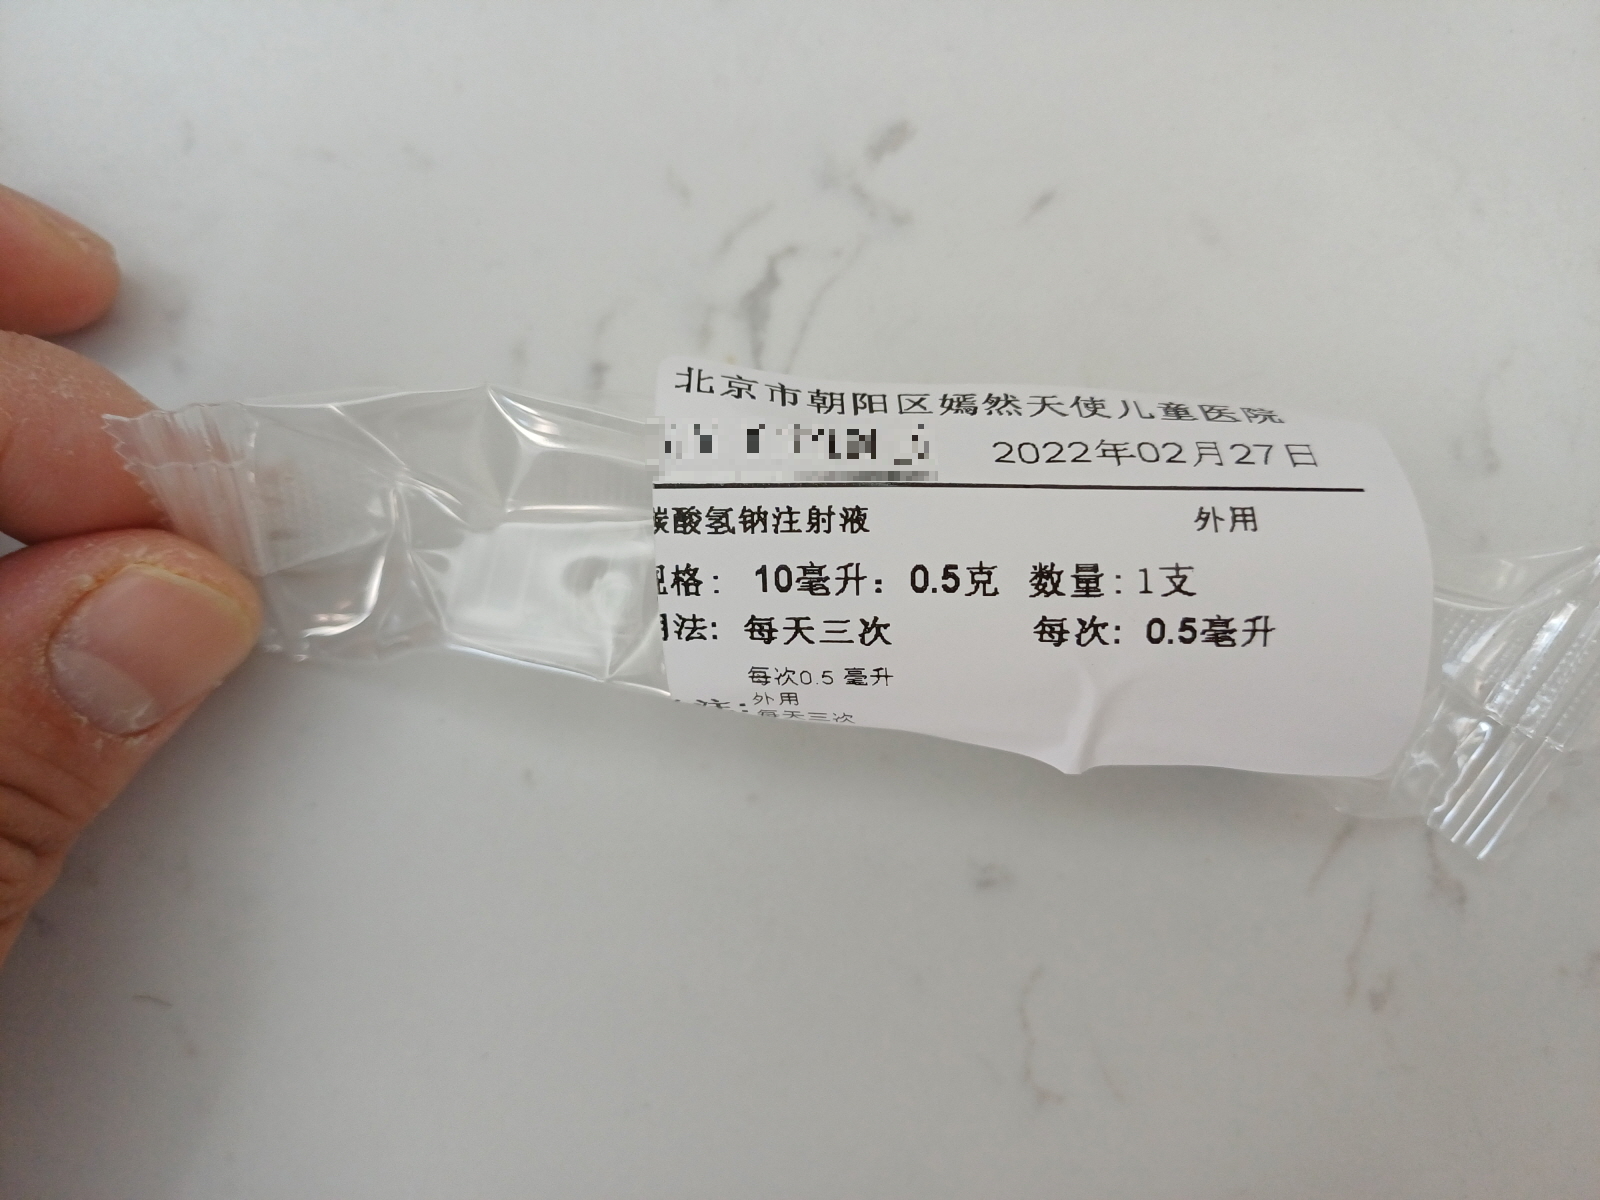 北京市朝阳区嫣然天使儿童医院
2022年02月27日
碳酸氢钠注射液 外用
规格: 10毫升: 0.5克 数量: 1支
用法: 每天三次 每次: 0.5毫升
每次0.5 毫升
外用
每天三次